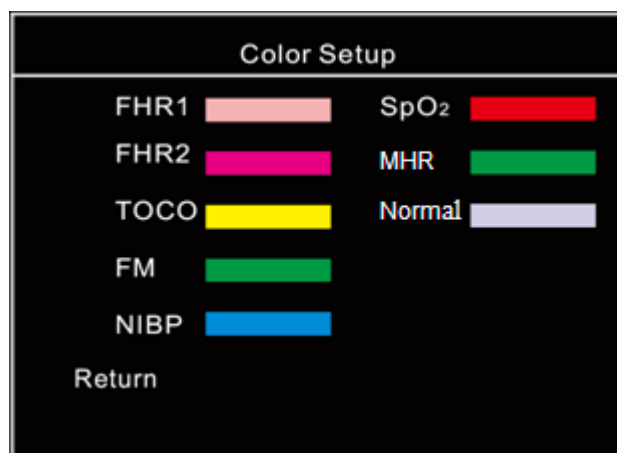 Color Setup
FHR1 SpO₂
FHR2 MHR
TOCO Normal
FM
NIBP
Return